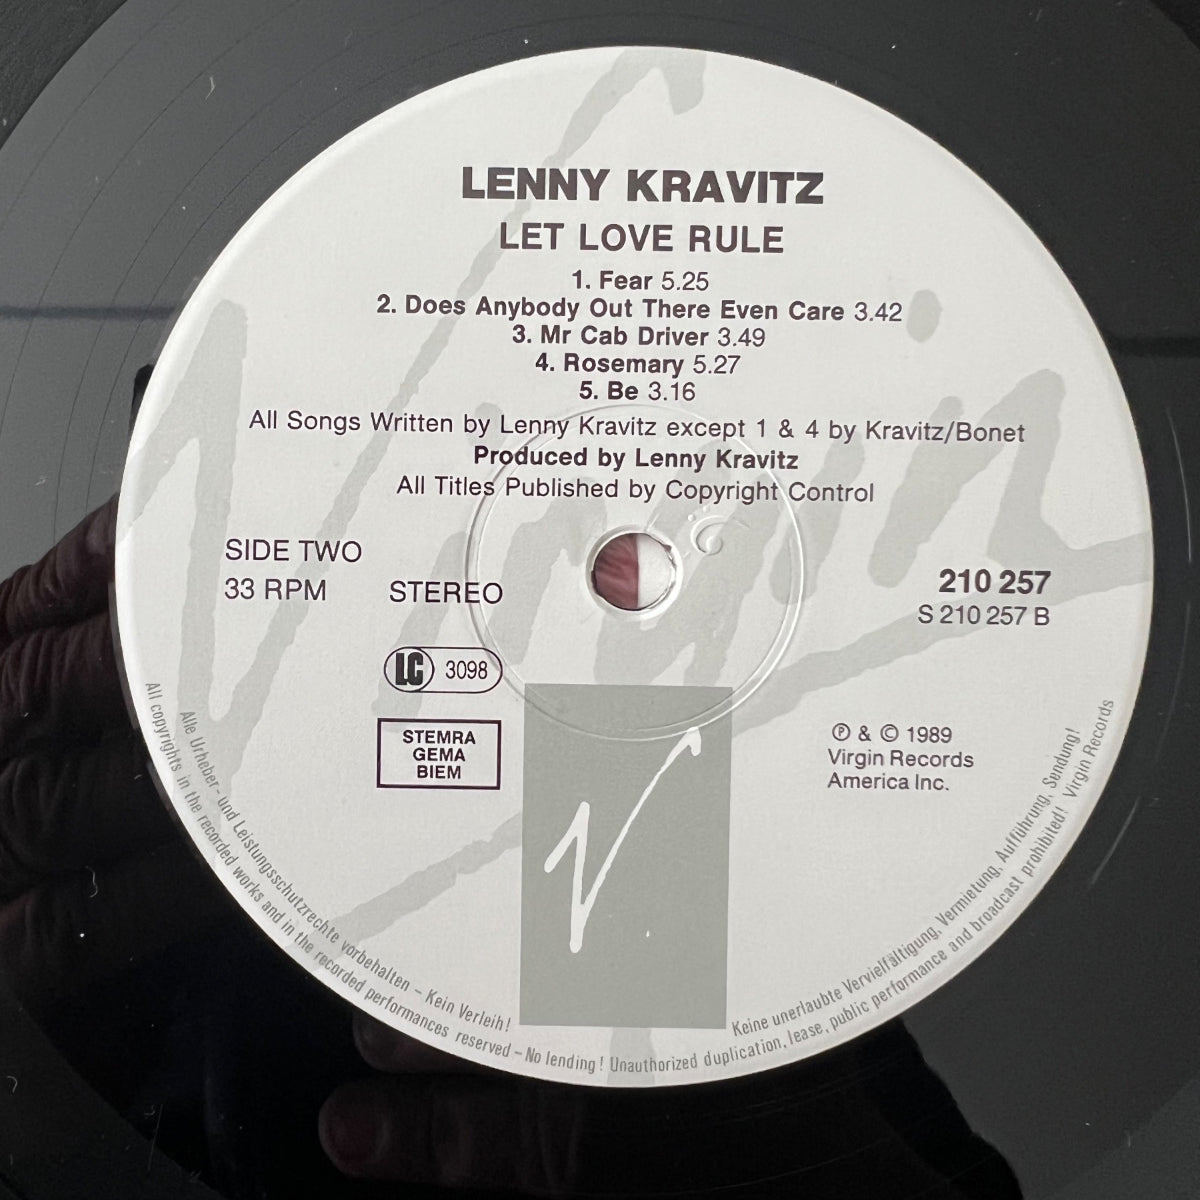 LENNY KRAVITZ
LET LOVE RULE
1. Fear 5.25
2. Does Anybody Out There Even Care 3.42
3. Mr Cab Driver 3.49
4. Rosemary 5.27
5. Be 3.16
All Songs Written by Lenny Kravitz except 1 & 4 by Kravitz/Bonet
Produced by Lenny Kravitz
All Titles Published by Copyright Control
SIDE TWO
33 RPM STEREO
210 257
S 210 257 B
LC 3098
STEMRA
GEMA
BIEM
℗ & © 1989
Virgin Records
America Inc.
Virgin
Alle Urheber- und Leistungsschutzrechte vorbehalten – Kein Verleih! Keine unerlaubte Vervielfältigung, Vermietung, Aufführung, Sendung!
All copyrights in the recorded works and in the recorded performances reserved – No lending! Unauthorized duplication, lease, public performance and broadcast prohibited! Virgin Records